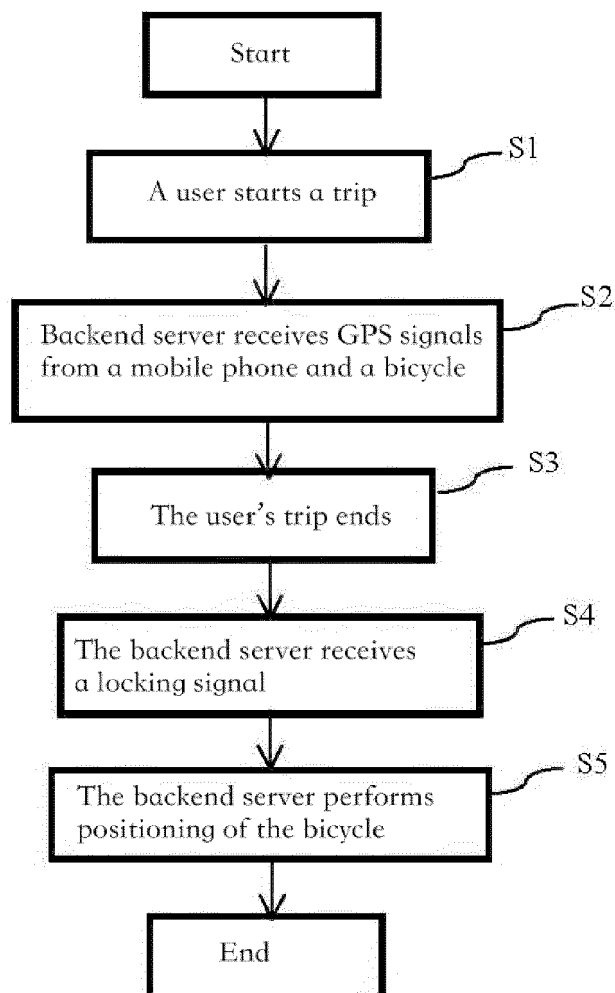 Start
S1
A user starts a trip
S2
Backend server receives GPS signals
from a mobile phone and a bicycle
S3
The user's trip ends
S4
The backend server receives
a locking signal
S5
The backend server performs
positioning of the bicycle
End